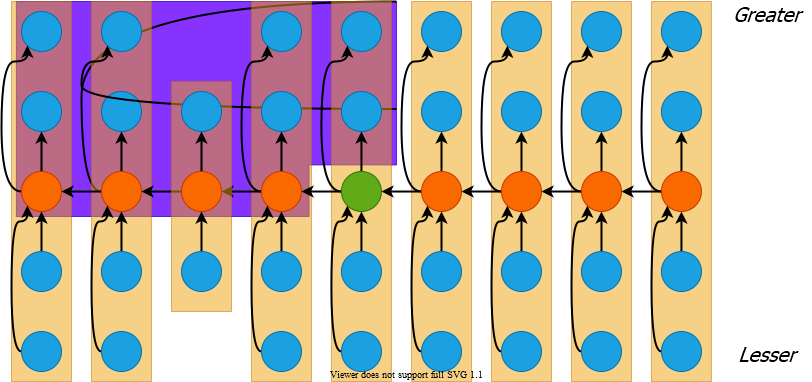 Greater
Lesser
Viewer does not support full SVG 1.1